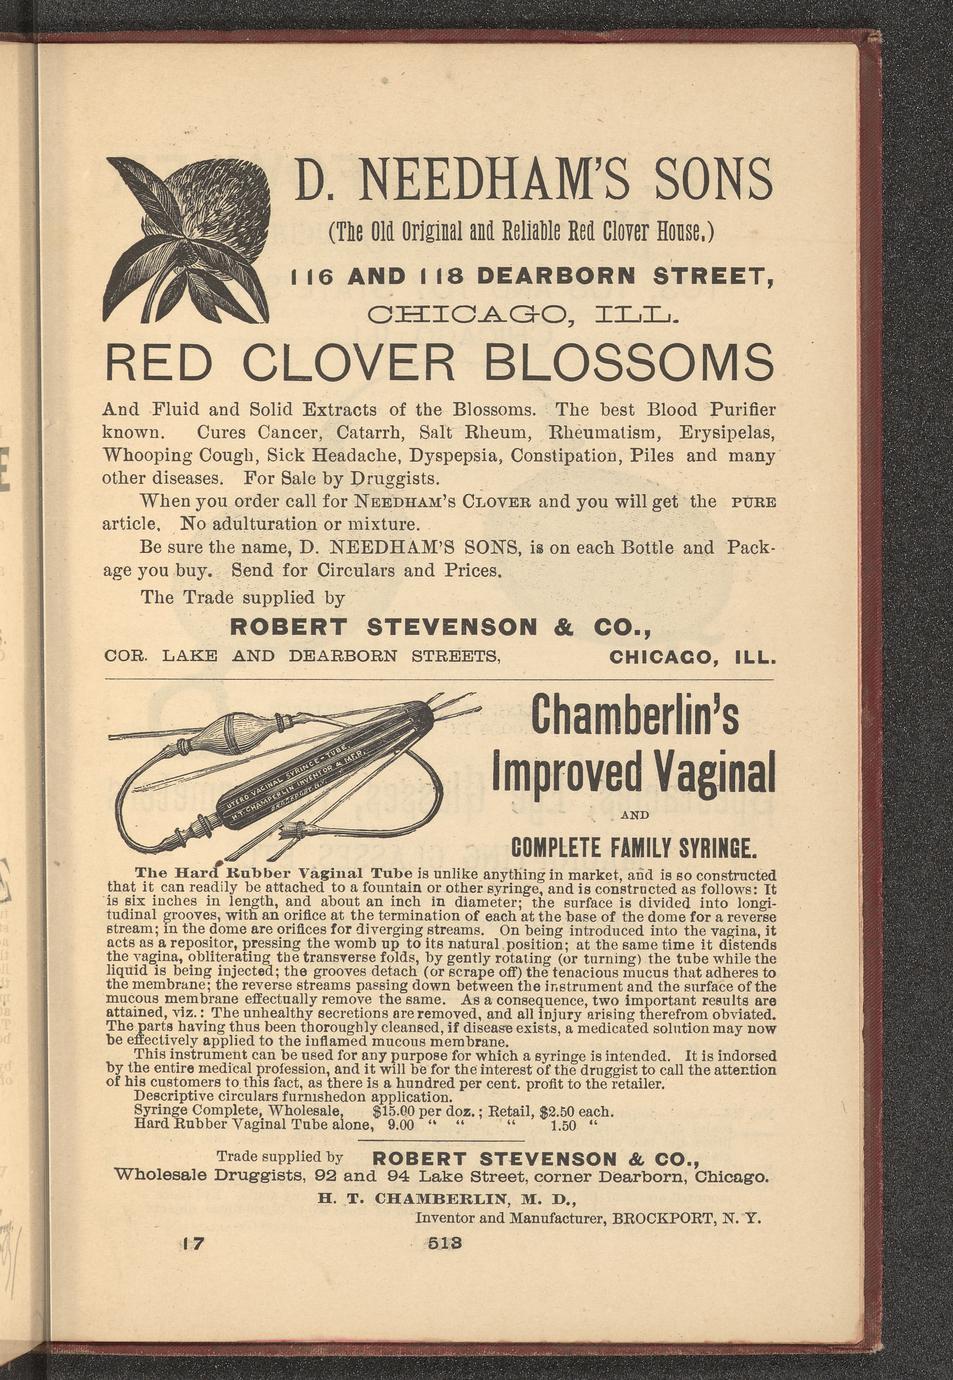 D. NEEDHAM'S SONS
(The Old Original and Reliable Red Clover House.)
116 AND 118 DEARBORN STREET,
CHICAGO, ILL.
RED CLOVER BLOSSOMS
And Fluid and Solid Extracts of the Blossoms. The best Blood Purifier
known. Cures Cancer, Catarrh, Salt Rheum, Rheumatism, Erysipelas,
Whooping Cough, Sick Headache, Dyspepsia, Constipation, Piles and many
other diseases. For Sale by Druggists.
When you order call for NEEDHAM'S CLOVER and you will get the PURE
article. No adulturation or mixture.
Be sure the name, D. NEEDHAM'S SONS, is on each Bottle and Pack-
age you buy. Send for Circulars and Prices.
The Trade supplied by
ROBERT STEVENSON & CO.,
COR. LAKE AND DEARBORN STREETS, CHICAGO, ILL.
UTERO VAGINAL SYRINGE-TUBE.
H.T. CHAMBERLIN INVENTOR & M'F'R.
BROCKPORT N.Y.
Chamberlin's
Improved Vaginal
AND
COMPLETE FAMILY SYRINGE.
The Hard Rubber Vaginal Tube is unlike anything in market, and is so constructed
that it can readily be attached to a fountain or other syringe, and is constructed as follows: It
is six inches in length, and about an inch in diameter; the surface is divided into longi-
tudinal grooves, with an orifice at the termination of each at the base of the dome for a reverse
stream; in the dome are orifices for diverging streams. On being introduced into the vagina, it
acts as a repositor, pressing the womb up to its natural position; at the same time it distends
the vagina, obliterating the transverse folds, by gently rotating (or turning) the tube while the
liquid is being injected; the grooves detach (or scrape off) the tenacious mucus that adheres to
the membrane; the reverse streams passing down between the instrument and the surface of the
mucous membrane effectually remove the same. As a consequence, two important results are
attained, viz.: The unhealthy secretions are removed, and all injury arising therefrom obviated.
The parts having thus been thoroughly cleansed, if disease exists, a medicated solution may now
be effectively applied to the inflamed mucous membrane.
This instrument can be used for any purpose for which a syringe is intended. It is indorsed
by the entire medical profession, and it will be for the interest of the druggist to call the attention
of his customers to this fact, as there is a hundred per cent. profit to the retailer.
Descriptive circulars furnished on application.
Syringe Complete, Wholesale, $15.00 per doz.; Retail, $2.50 each.
Hard Rubber Vaginal Tube alone, 9.00 " " " 1.50 "
Trade supplied by ROBERT STEVENSON & CO.,
Wholesale Druggists, 92 and 94 Lake Street, corner Dearborn, Chicago.
H. T. CHAMBERLIN, M. D.,
Inventor and Manufacturer, BROCKPORT, N. Y.
17 513